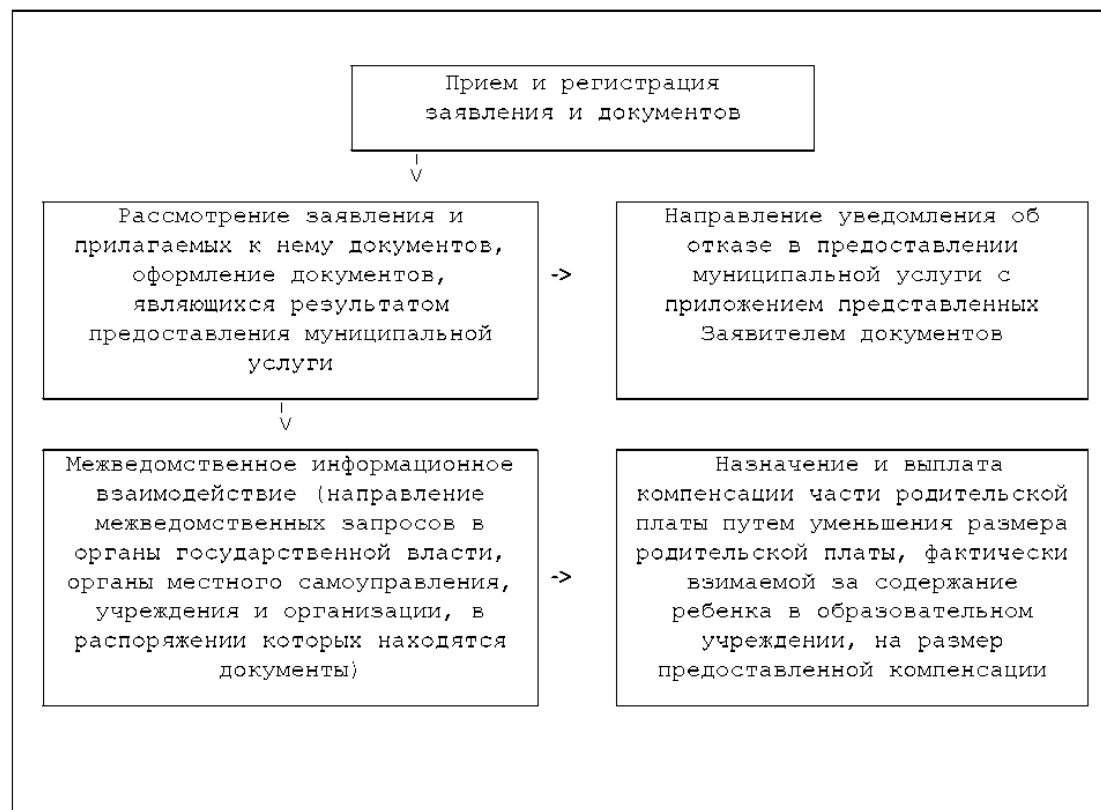 Прием и регистрация
заявления и документов
Рассмотрение заявления и
прилагаемых к нему документов,
оформление документов,
являющихся результатом
предоставления муниципальной
услуги
->
Направление уведомления об
отказе в предоставлении
муниципальной услуги с
приложением представленных
Заявителем документов
Межведомственное информационное
взаимодействие (направление
межведомственных запросов в
органы государственной власти,
органы местного самоуправления,
учреждения и организации, в
распоряжении которых находятся
документы)
->
Назначение и выплата
компенсации части родительской
платы путем уменьшения размера
родительской платы, фактически
взимаемой за содержание
ребенка в образовательном
учреждении, на размер
предоставленной компенсации